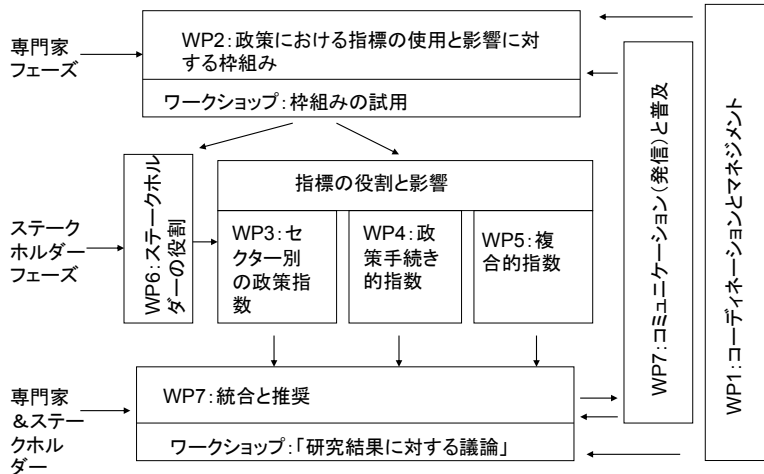 専門家
フェーズ
WP2：政策における指標の使用と影響に対
する枠組み
ワークショップ：枠組みの試用
ステーク
ホルダー
フェーズ
WP6：ステークホル
ダーの役割
指標の役割と影響
WP3：セ
クター別
の政策指
数
WP4：政
策手続き
的指数
WP5：複
合的指数
専門家
＆ステー
クホル
ダー
WP7：統合と推奨
ワークショップ：「研究結果に対する議論」
WP7：コミュニケーション（発信）と普及
WP1：コーディネーションとマネジメント